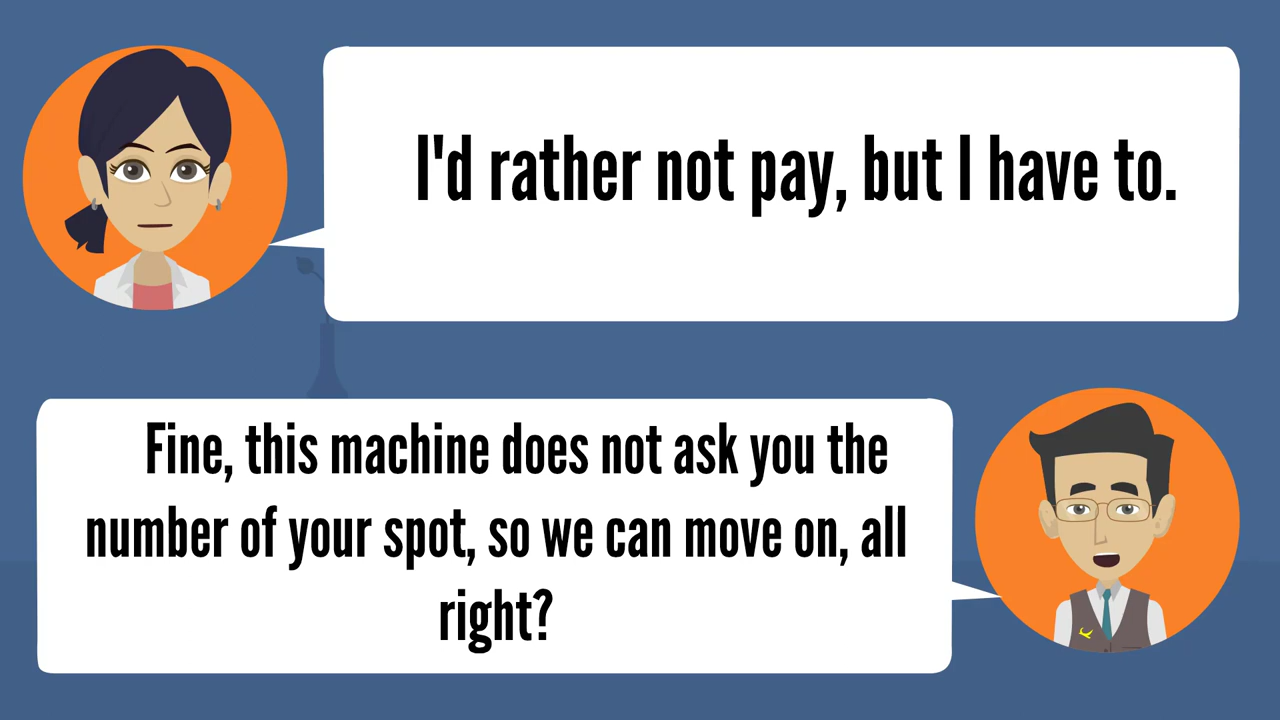 I'd rather not pay, but I have to.
Fine, this machine does not ask you the
number of your spot, so we can move on, all
right?